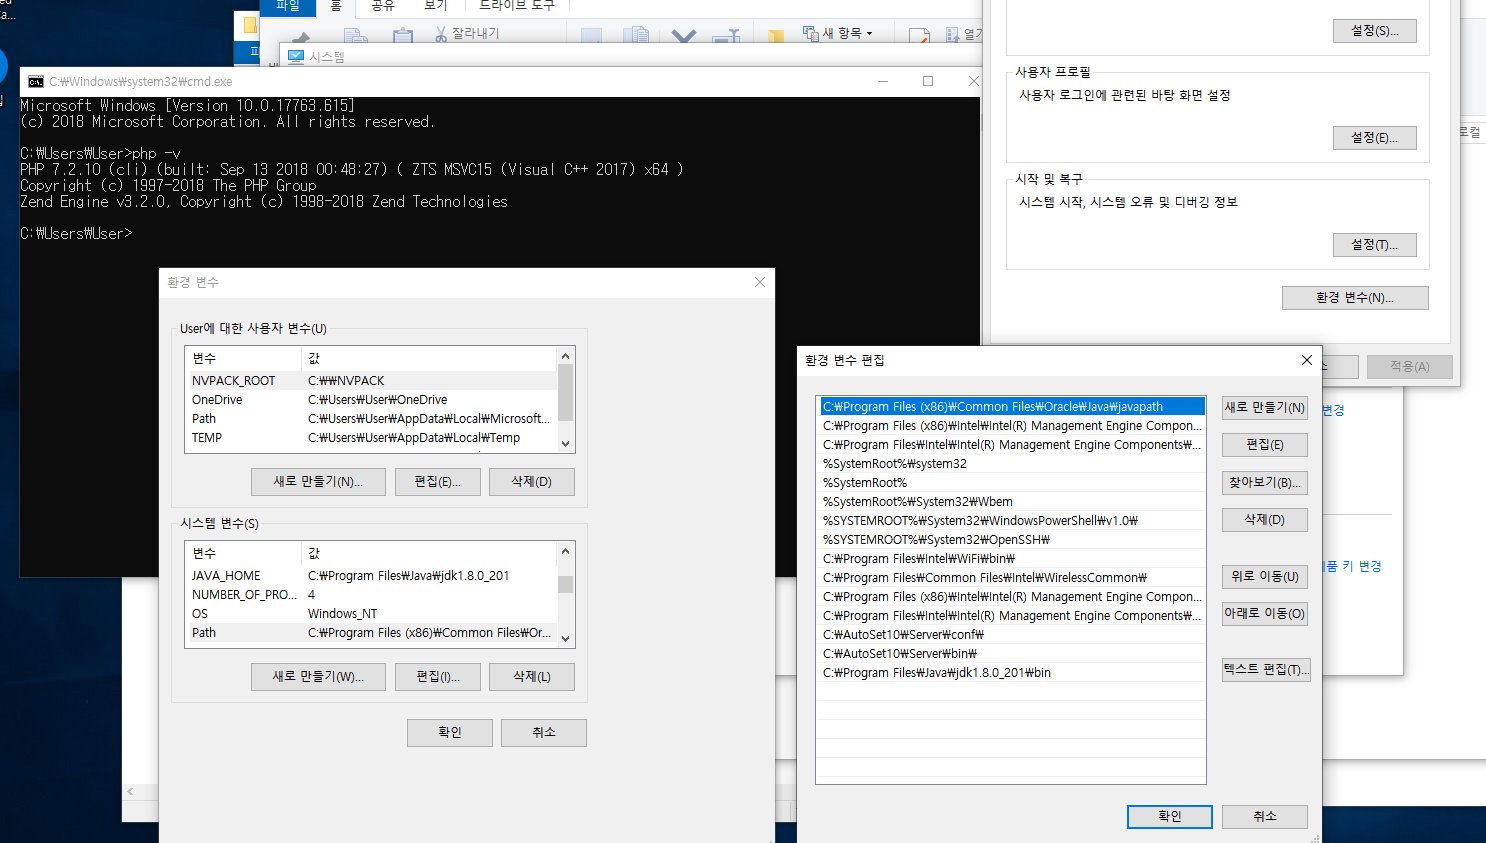 ed
a...
파일
홈
공유
보기
드라이브 도구
잘라내기
새 항목
시스템
C:\Windows\system32\cmd.exe
Microsoft Windows [Version 10.0.17763.615]
(c) 2018 Microsoft Corporation. All rights reserved.
C:\Users\User>php -v
PHP 7.2.10 (cli) (built: Sep 13 2018 00:48:27) ( ZTS MSVC15 (Visual C++ 2017) x64 )
Copyright (c) 1997-2018 The PHP Group
Zend Engine v3.2.0, Copyright (c) 1998-2018 Zend Technologies
C:\Users\User>
설정(S)...
사용자 프로필
사용자 로그인에 관련된 바탕 화면 설정
설정(E)...
로컬
시작 및 복구
시스템 시작, 시스템 오류 및 디버깅 정보
설정(T)...
환경 변수(N)...
소
적용(A)
변경
제품 키 변경
환경 변수
User에 대한 사용자 변수(U)
변수 값
NVPACK_ROOT C:\\NVPACK
OneDrive C:\Users\User\OneDrive
Path C:\Users\User\AppData\Local\Microsoft...
TEMP C:\Users\User\AppData\Local\Temp
새로 만들기(N)... 편집(E)... 삭제(D)
시스템 변수(S)
변수 값
JAVA_HOME C:\Program Files\Java\jdk1.8.0_201
NUMBER_OF_PRO... 4
OS Windows_NT
Path C:\Program Files (x86)\Common Files\Or...
새로 만들기(W)... 편집(I)... 삭제(L)
확인 취소
환경 변수 편집
C:\Program Files (x86)\Common Files\Oracle\Java\javapath
C:\Program Files (x86)\Intel\Intel(R) Management Engine Compon...
C:\Program Files\Intel\Intel(R) Management Engine Components\...
%SystemRoot%\system32
%SystemRoot%
%SystemRoot%\System32\Wbem
%SYSTEMROOT%\System32\WindowsPowerShell\v1.0\
%SYSTEMROOT%\System32\OpenSSH\
C:\Program Files\Intel\WiFi\bin\
C:\Program Files\Common Files\Intel\WirelessCommon\
C:\Program Files (x86)\Intel\Intel(R) Management Engine Compon...
C:\Program Files\Intel\Intel(R) Management Engine Components\...
C:\AutoSet10\Server\conf\
C:\AutoSet10\Server\bin\
C:\Program Files\Java\jdk1.8.0_201\bin
새로 만들기(N)
편집(E)
찾아보기(B)...
삭제(D)
위로 이동(U)
아래로 이동(O)
텍스트 편집(T)...
확인 취소